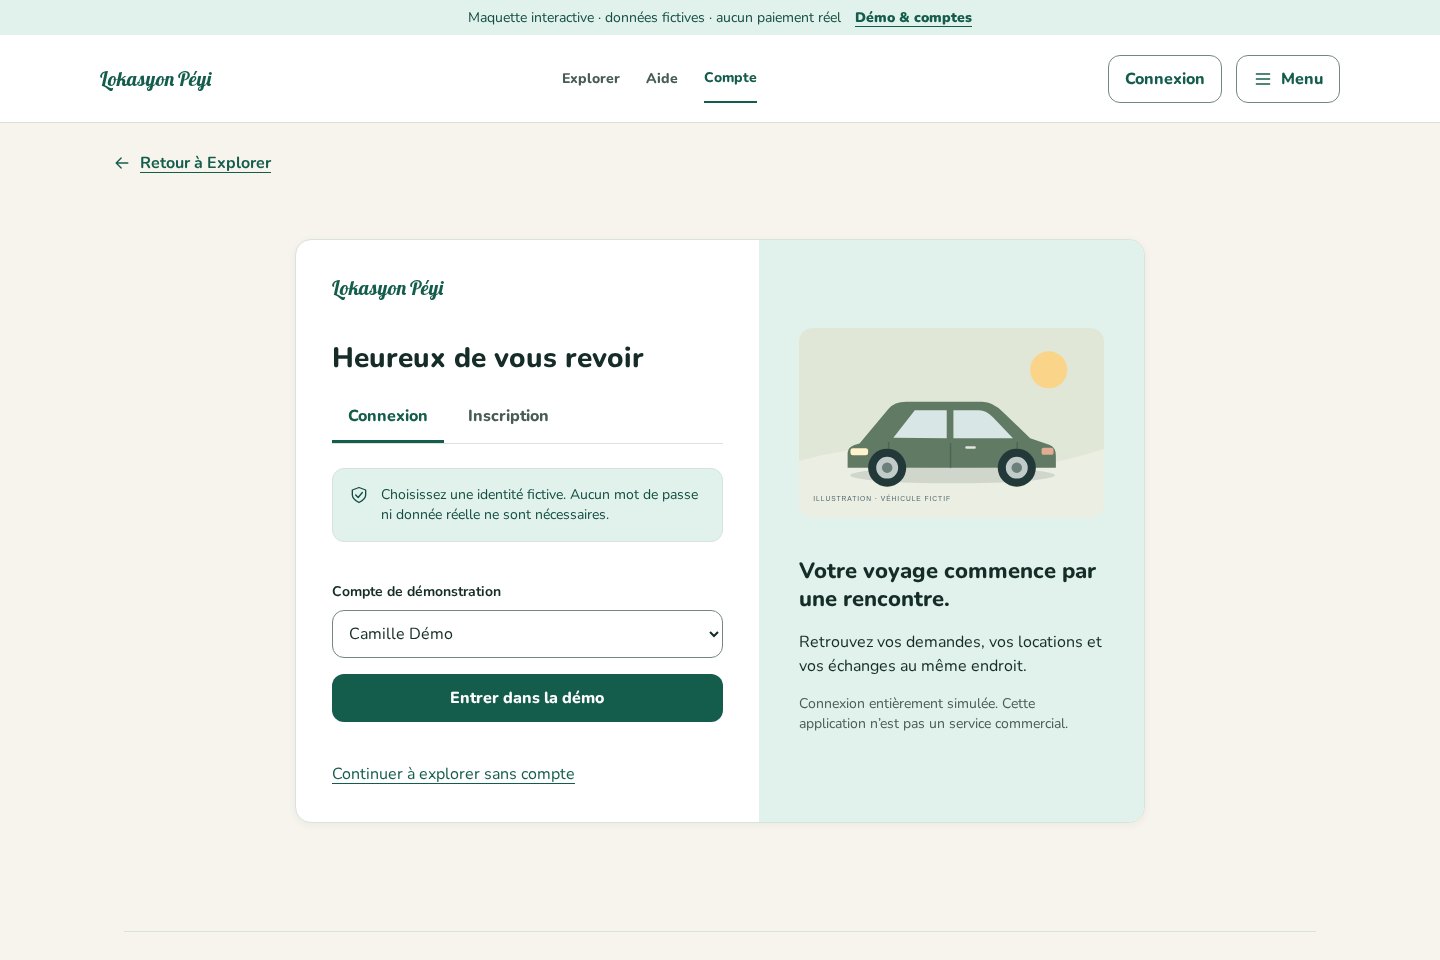 Maquette interactive · données fictives · aucun paiement réel Démo & comptes
Lokasyon Péyi
Explorer
Aide
Compte
Connexion
Menu
Retour à Explorer
Lokasyon Péyi
Heureux de vous revoir
Connexion
Inscription
Choisissez une identité fictive. Aucun mot de passe
ni donnée réelle ne sont nécessaires.
Compte de démonstration
Camille Démo
Entrer dans la démo
Continuer à explorer sans compte
ILLUSTRATION · VÉHICULE FICTIF
Votre voyage commence par
une rencontre.
Retrouvez vos demandes, vos locations et
vos échanges au même endroit.
Connexion entièrement simulée. Cette
application n’est pas un service commercial.